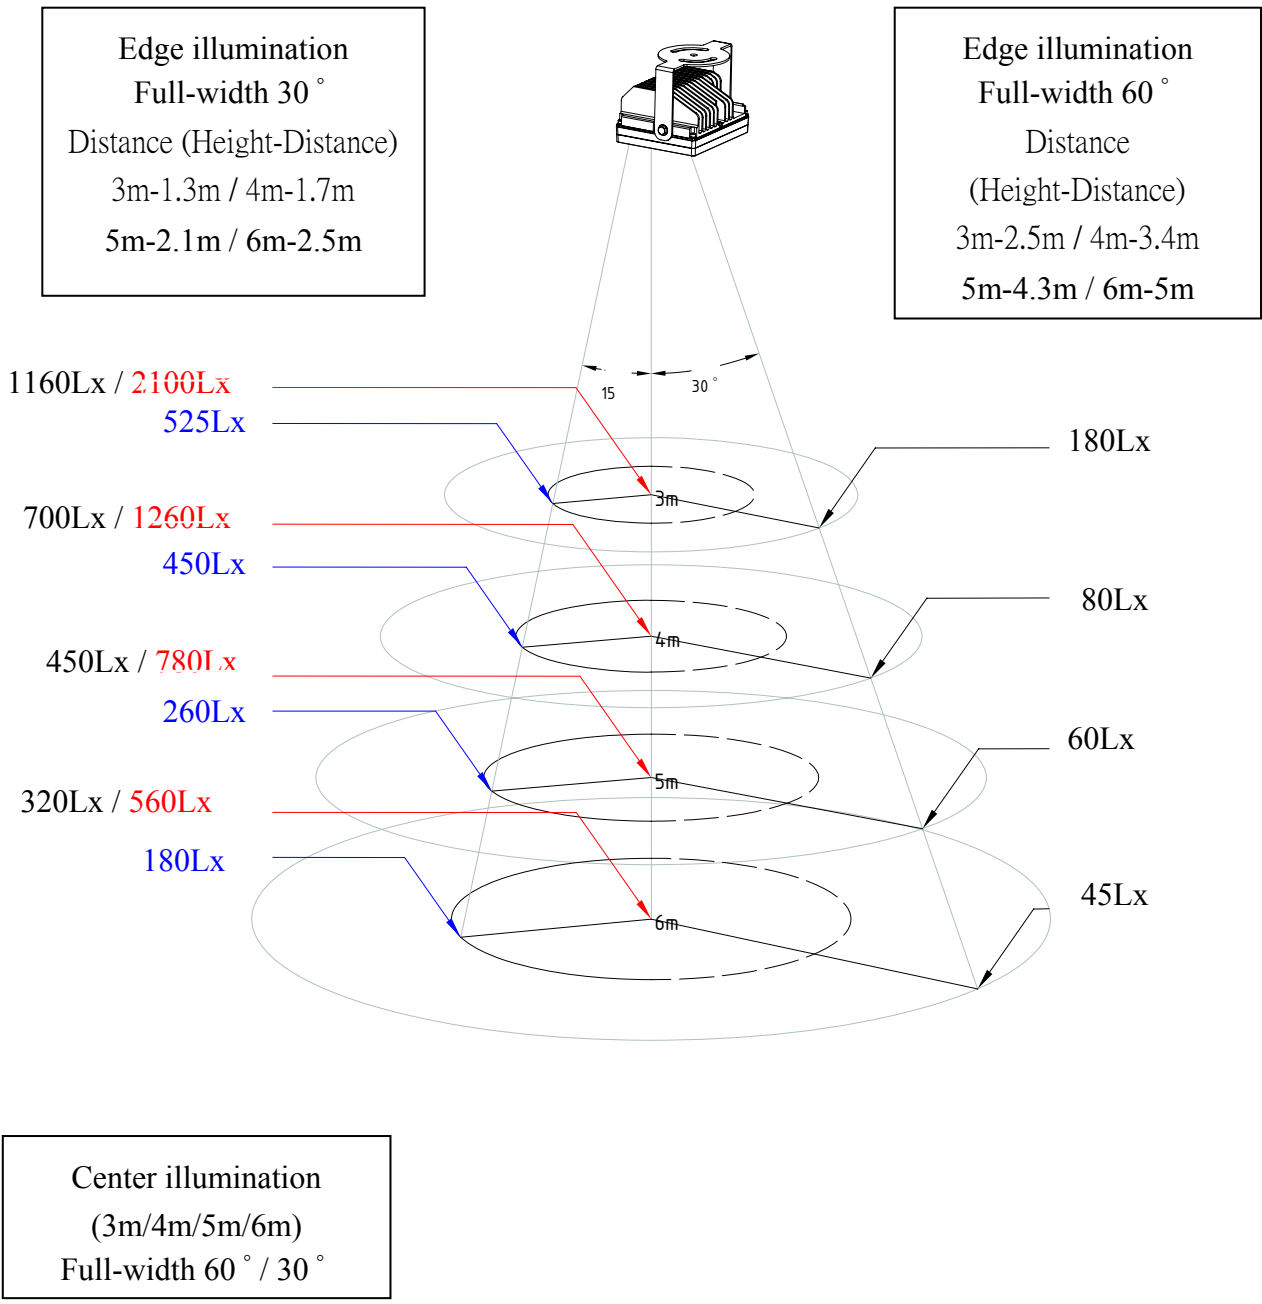 Edge illumination
Full-width 30°
Distance (Height-Distance)
3m-1.3m / 4m-1.7m
5m-2.1m / 6m-2.5m
Edge illumination
Full-width 60°
Distance
(Height-Distance)
3m-2.5m / 4m-3.4m
5m-4.3m / 6m-5m
15
30°
1160Lx / 2100Lx
525Lx
180Lx
3m
700Lx / 1260Lx
450Lx
80Lx
4m
450Lx / 780Lx
260Lx
60Lx
5m
320Lx / 560Lx
180Lx
45Lx
6m
Center illumination
(3m/4m/5m/6m)
Full-width 60° / 30°